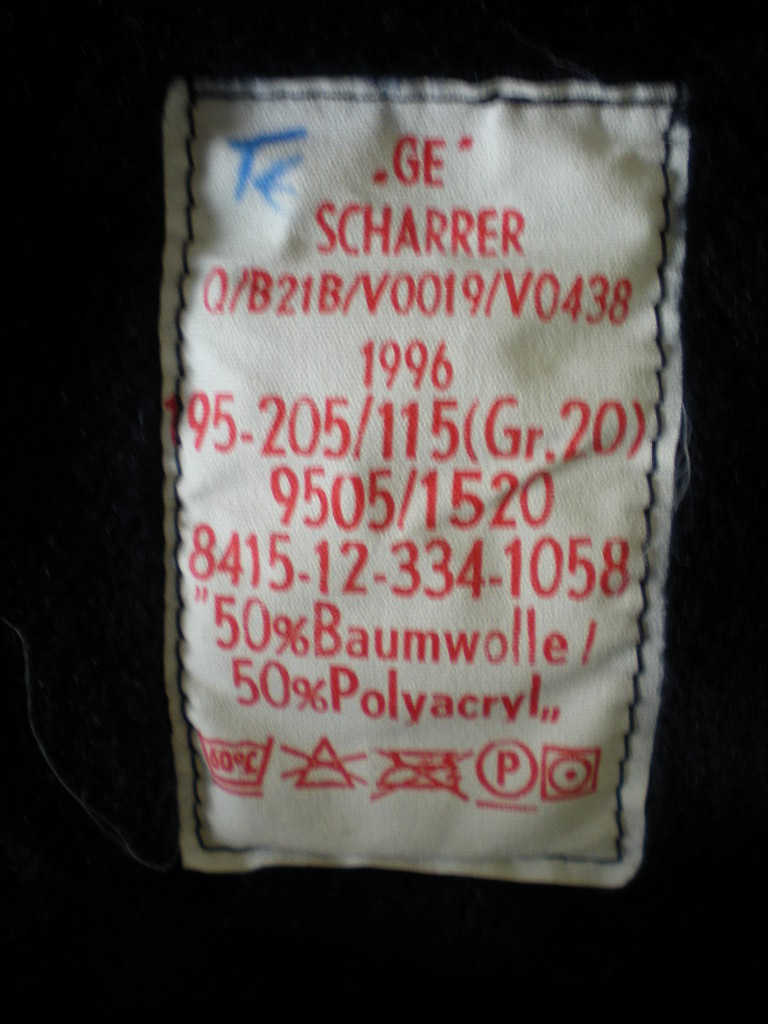 „GE"
SCHARRER
Q/B21B/V0019/V0438
1996
195-205/115(Gr.20)
9505/1520
8415-12-334-1058
"50%Baumwolle/
50%Polyacryl„
60°C P